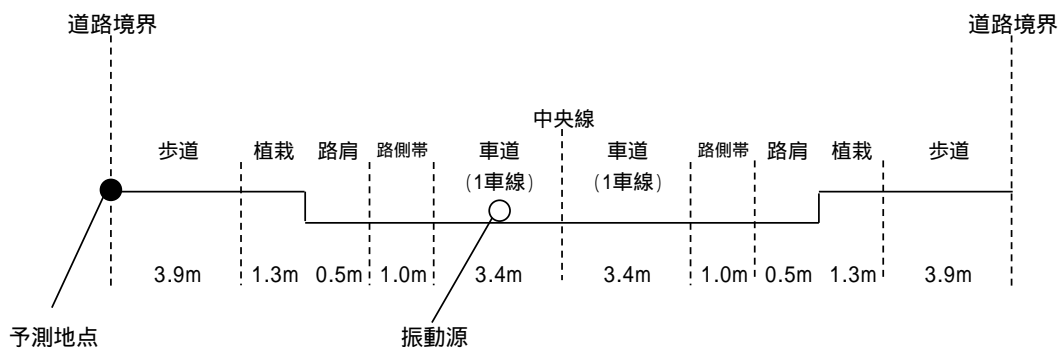 道路境界 道路境界
中央線
歩道 植栽 路肩 路側帯 車道 車道 路側帯 路肩 植栽 歩道
(1車線) (1車線)
3.9m 1.3m 0.5m 1.0m 3.4m 3.4m 1.0m 0.5m 1.3m 3.9m
予測地点 振動源